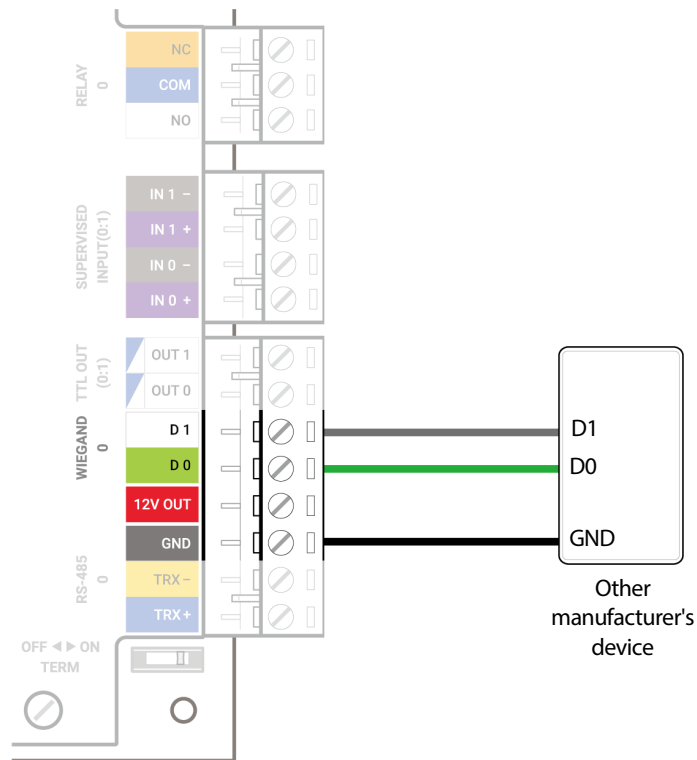 RELAY
0
NC
COM
NO
SUPERVISED
INPUT(0:1)
IN 1 –
IN 1 +
IN 0 –
IN 0 +
TTL OUT
(0:1)
OUT 1
OUT 0
WIEGAND
0
D 1
D 0
12V OUT
GND
RS-485
0
TRX –
TRX +
OFF ◄ ► ON
TERM
D1
D0
GND
Other
manufacturer's
device